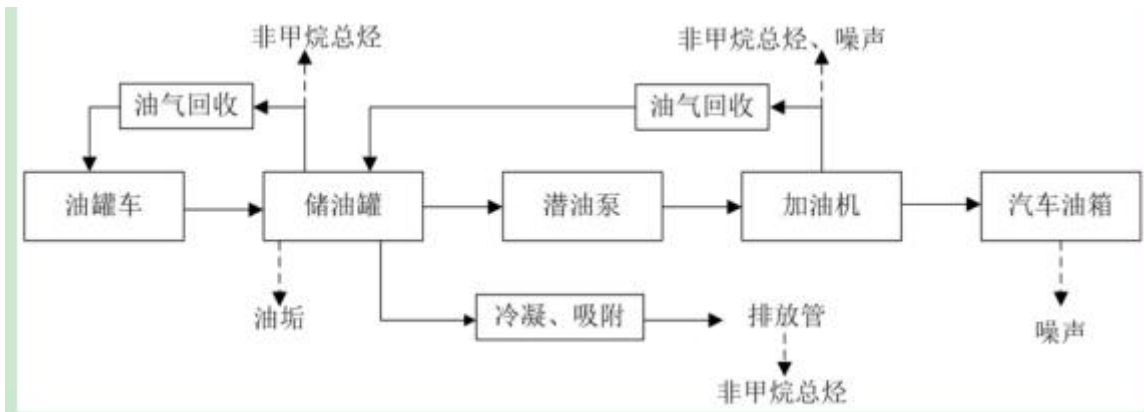 非甲烷总烃
非甲烷总烃、噪声
油气回收
油气回收
油罐车
储油罐
潜油泵
加油机
汽车油箱
油垢
冷凝、吸附
排放管
噪声
非甲烷总烃